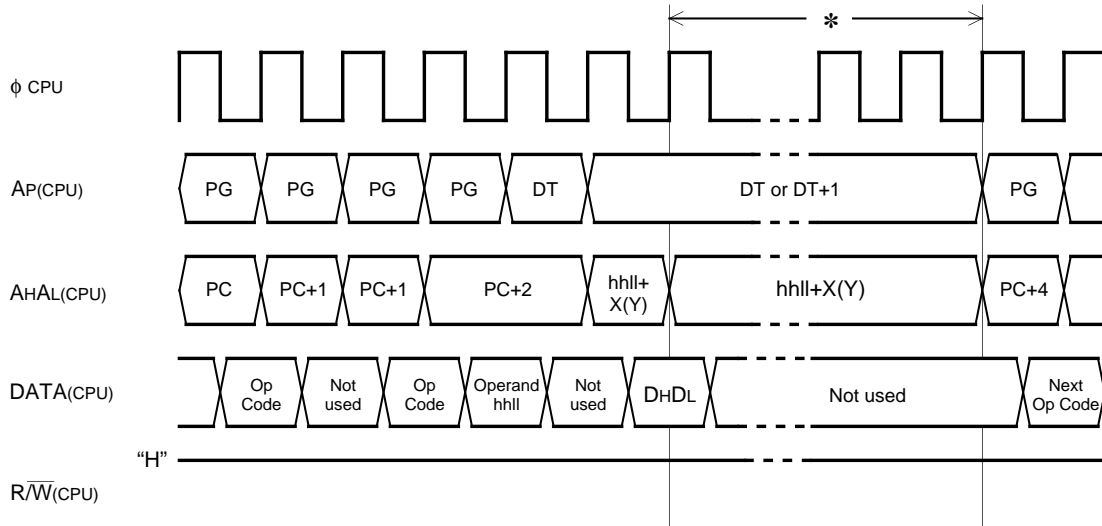 *
ϕ CPU
AP(CPU) PG PG PG PG DT DT or DT+1 PG
AHAL(CPU) PC PC+1 PC+1 PC+2 hhll+ X(Y) hhll+X(Y) PC+4
DATA(CPU) Op Code Not used Op Code Operand hhll Not used DHDL Not used Next Op Code
“H”
R/W̅(CPU)